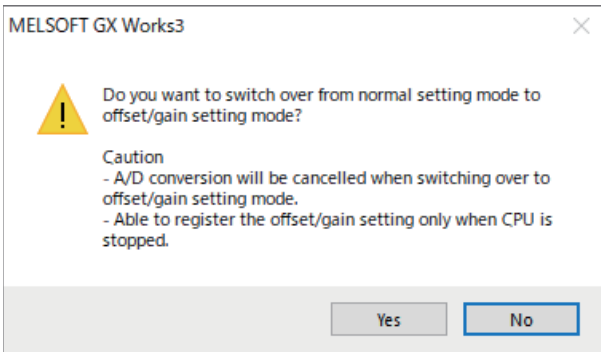 MELSOFT GX Works3
Do you want to switch over from normal setting mode to
offset/gain setting mode?
Caution
- A/D conversion will be cancelled when switching over to
offset/gain setting mode.
- Able to register the offset/gain setting only when CPU is
stopped.
Yes
No